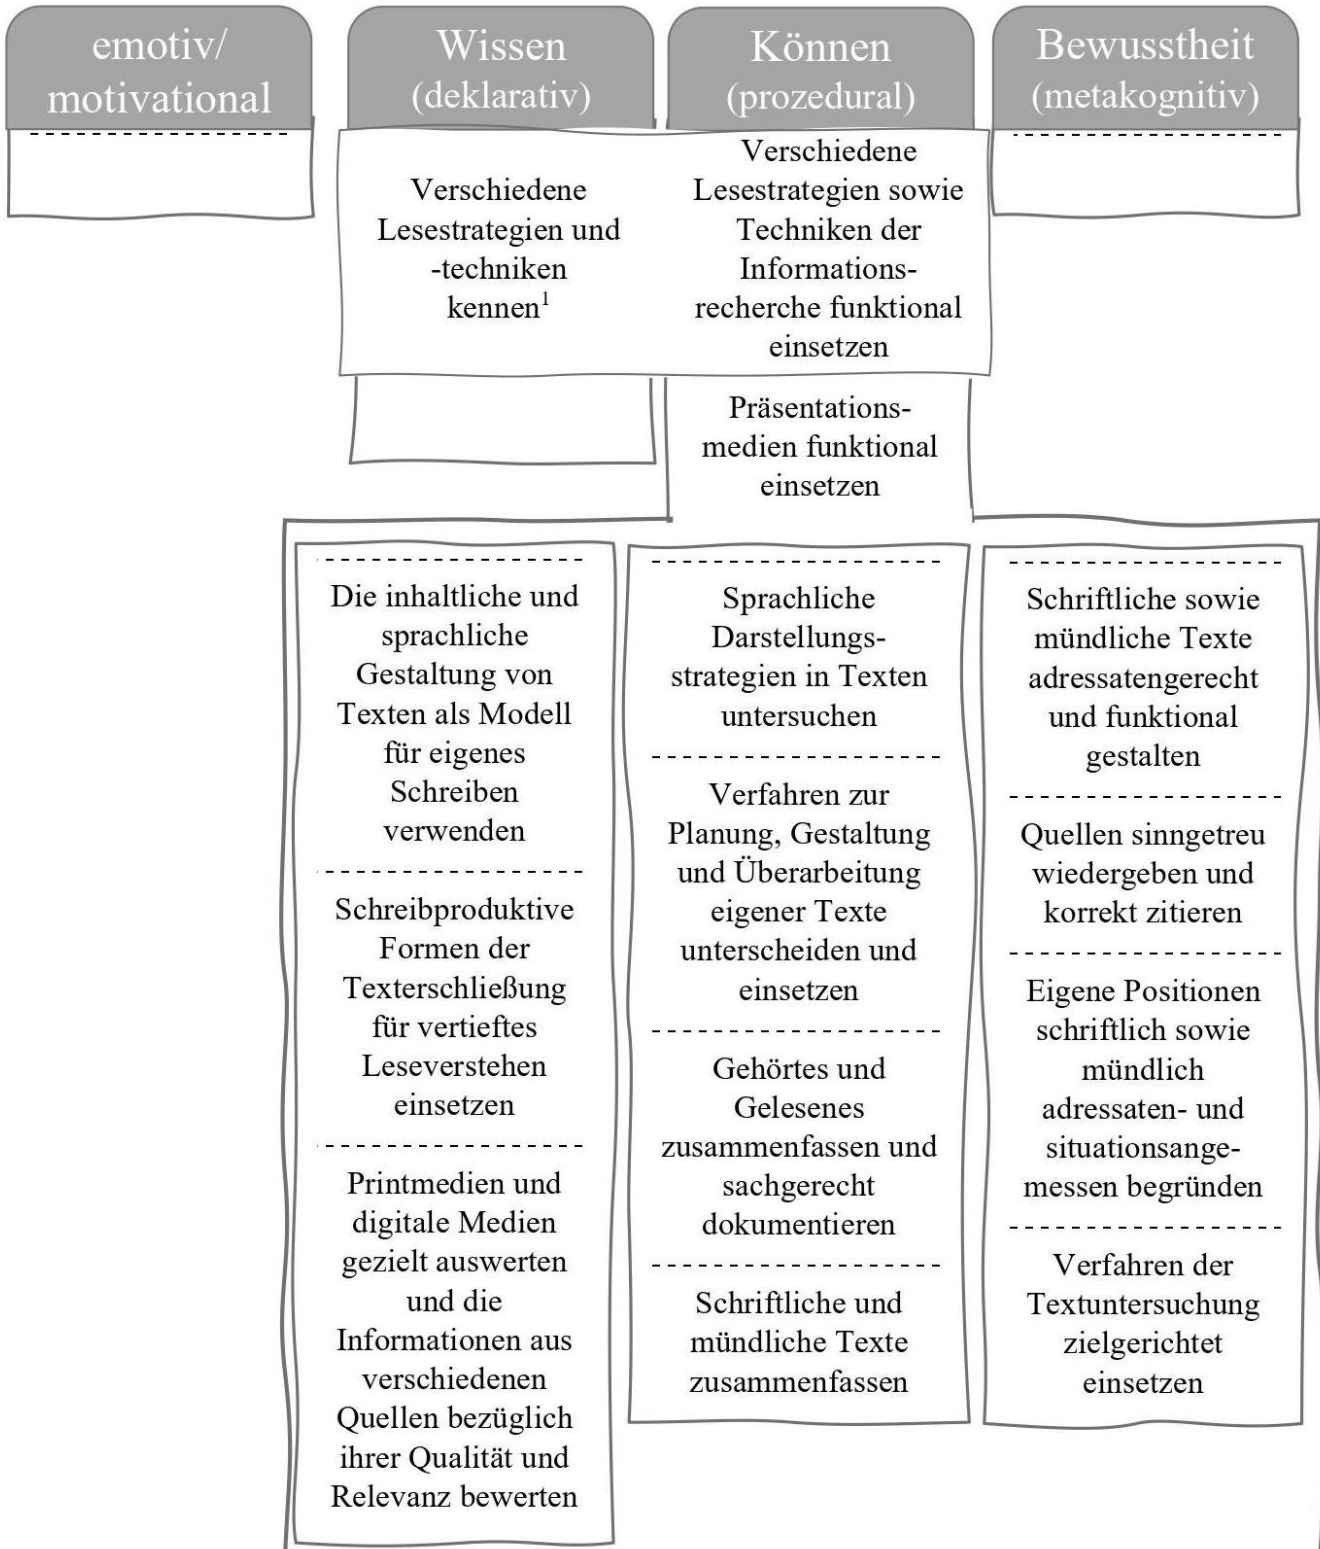 emotiv/
motivational
Wissen
(deklarativ)
Können
(prozedural)
Bewusstheit
(metakognitiv)
Verschiedene
Lesestrategien und
-techniken
kennen¹
Verschiedene
Lesestrategien sowie
Techniken der
Informations-
recherche funktional
einsetzen
Präsentations-
medien funktional
einsetzen
Die inhaltliche und
sprachliche
Gestaltung von
Texten als Modell
für eigenes
Schreiben
verwenden
Schreibproduktive
Formen der
Texterschließung
für vertieftes
Leseverstehen
einsetzen
Printmedien und
digitale Medien
gezielt auswerten
und die
Informationen aus
verschiedenen
Quellen bezüglich
ihrer Qualität und
Relevanz bewerten
Sprachliche
Darstellungs-
strategien in Texten
untersuchen
Verfahren zur
Planung, Gestaltung
und Überarbeitung
eigener Texte
unterscheiden und
einsetzen
Gehörtes und
Gelesenes
zusammenfassen und
sachgerecht
dokumentieren
Schriftliche und
mündliche Texte
zusammenfassen
Schriftliche sowie
mündliche Texte
adressatengerecht
und funktional
gestalten
Quellen sinngetreu
wiedergeben und
korrekt zitieren
Eigene Positionen
schriftlich sowie
mündlich
adressaten- und
situationsange-
messen begründen
Verfahren der
Textuntersuchung
zielgerichtet
einsetzen